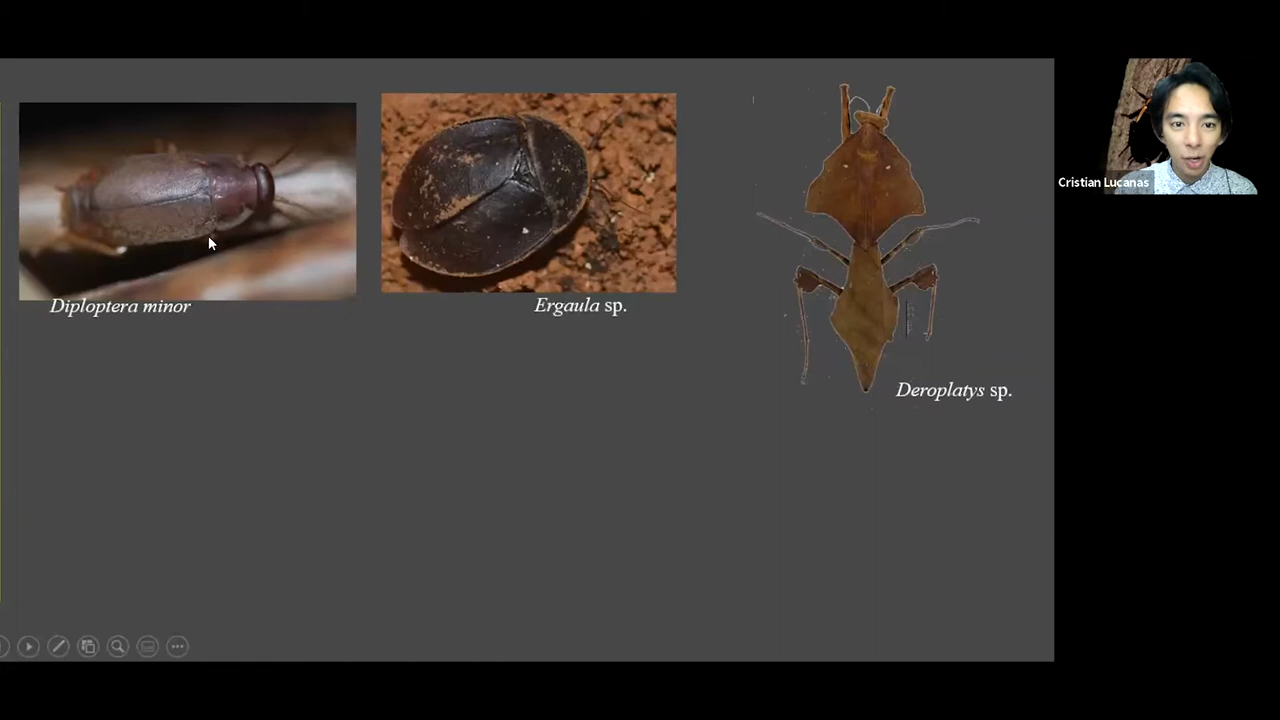 Diploptera minor
Ergaula sp.
Deroplatys sp.
Cristian Lucanas